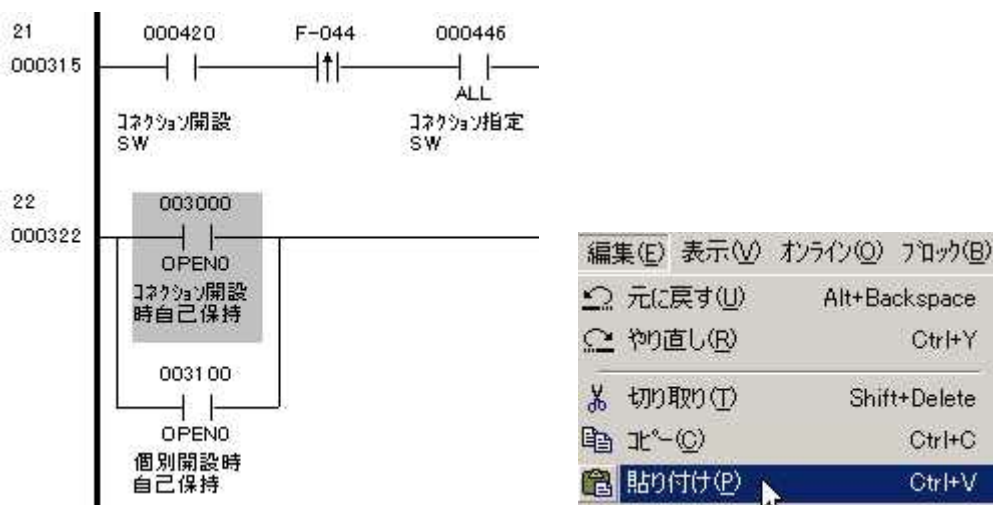 21
000420 F-044 000446
000315
ALL
ｺﾈｸｼｮﾝ開設 ｺﾈｸｼｮﾝ指定
SW SW
22
003000
000322
OPEN0
ｺﾈｸｼｮﾝ開設
時自己保持
003100
OPEN0
個別開設時
自己保持
編集(E) 表示(V) ｵﾝﾗｲﾝ(O) ﾌﾞﾛｯｸ(B)
元に戻す(U) Alt+Backspace
やり直し(R) Ctrl+Y
切り取り(T) Shift+Delete
ｺﾋﾟｰ(C) Ctrl+C
貼り付け(P) Ctrl+V